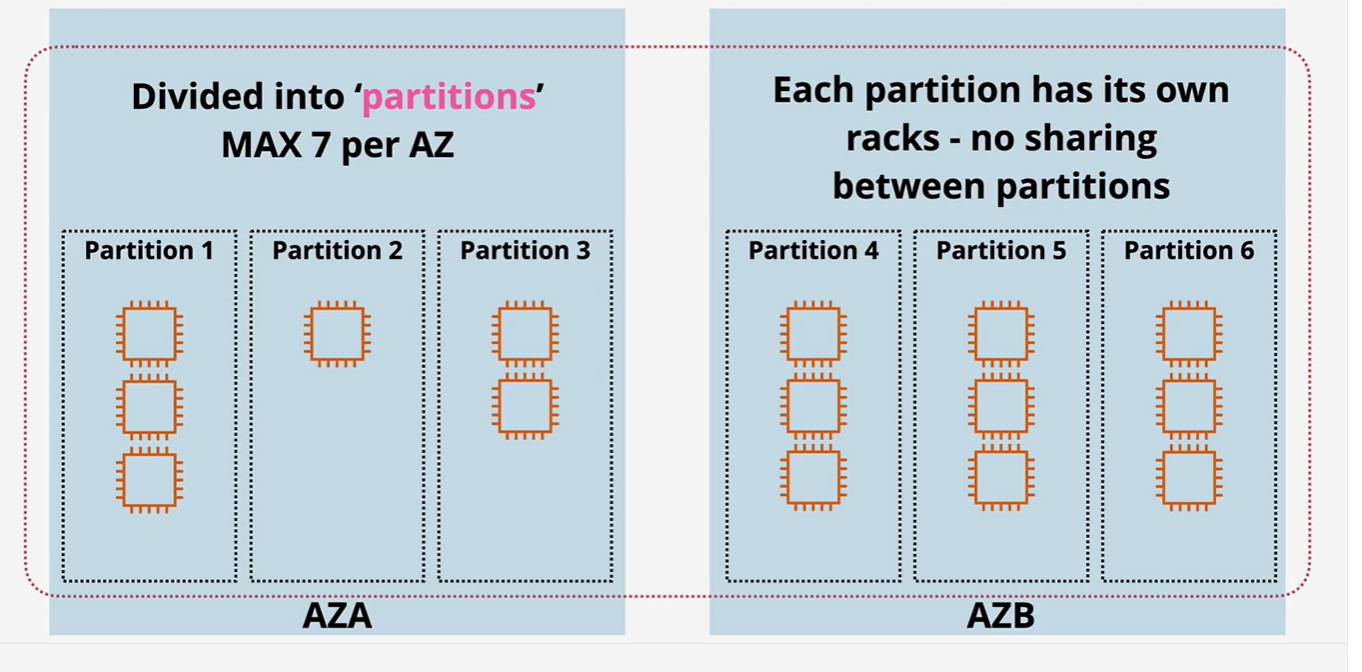 Divided into ‘partitions’
MAX 7 per AZ
Each partition has its own
racks - no sharing
between partitions
Partition 1
Partition 2
Partition 3
Partition 4
Partition 5
Partition 6
AZA
AZB